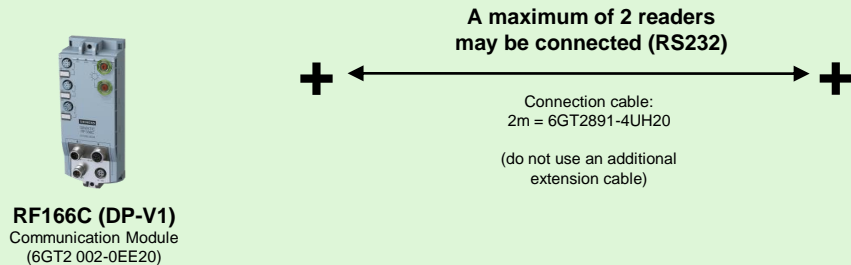 A maximum of 2 readers
may be connected (RS232)
+
+
Connection cable:
2m = 6GT2891-4UH20
(do not use an additional
extension cable)
SIEMENS
RF166C (DP-V1)
Communication Module
(6GT2 002-0EE20)